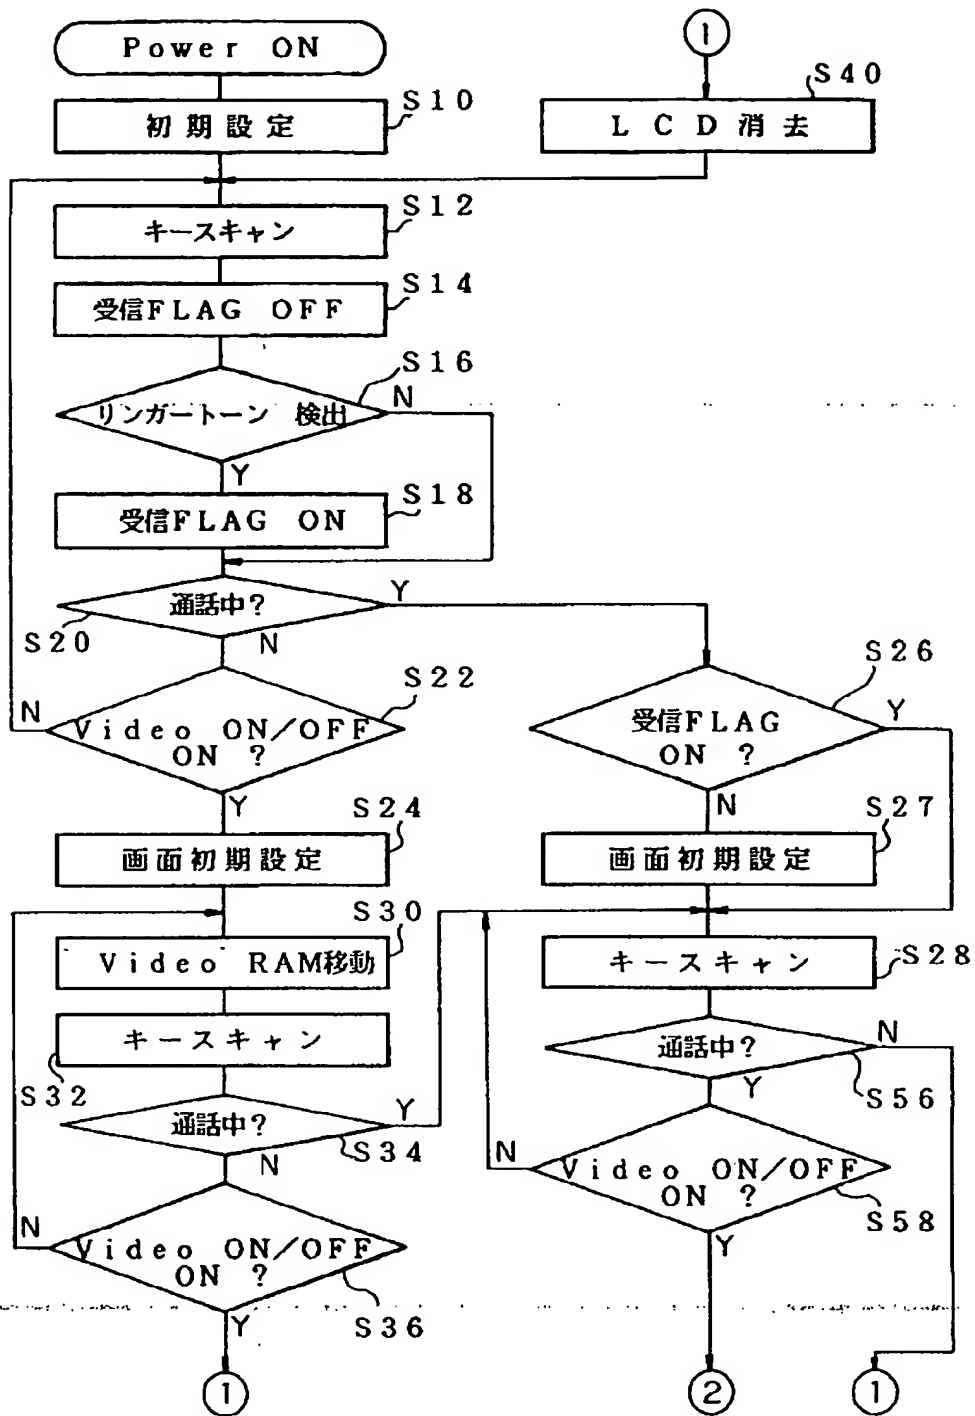 Power ON
S10
初期設定
S12
キースキャン
S14
受信FLAG OFF
S16
リンガートーン 検出
N
Y
S18
受信FLAG ON
通話中?
Y
S20
N
S22
N
Video ON/OFF
ON ?
Y
S24
画面初期設定
S30
Video RAM移動
キースキャン
S32
通話中?
Y
S34
N
N
Video ON/OFF
ON ?
S36
Y
1
1
S40
LCD消去
S26
受信FLAG
ON ?
Y
N
S27
画面初期設定
キースキャン
S28
通話中?
N
Y
S56
N
Video ON/OFF
ON ?
S58
Y
2
1